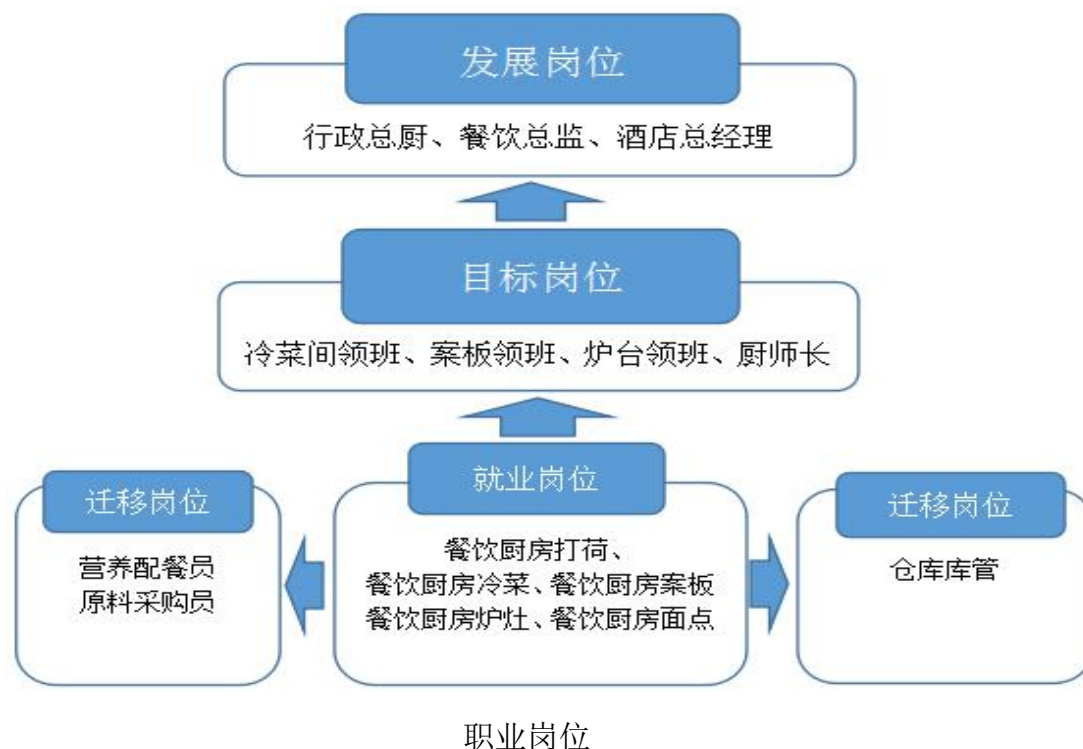 发展岗位
行政总厨、餐饮总监、酒店总经理
目标岗位
冷菜间领班、案板领班、炉台领班、厨师长
就业岗位
餐饮厨房打荷、
餐饮厨房冷菜、餐饮厨房案板
餐饮厨房炉灶、餐饮厨房面点
迁移岗位
营养配餐员
原料采购员
迁移岗位
仓库库管
职业岗位